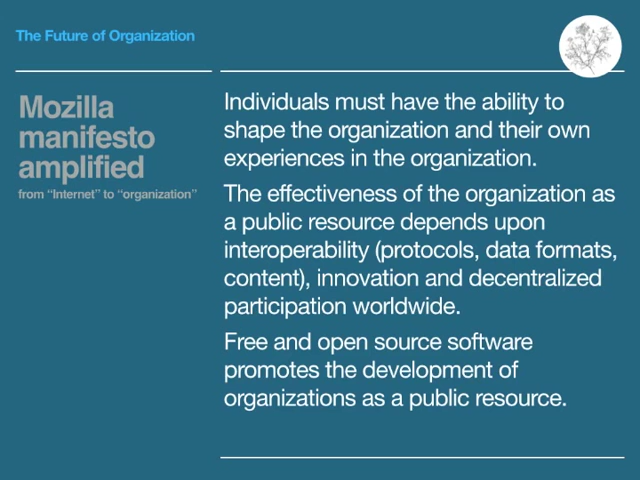 The Future of Organization
Mozilla
manifesto
amplified
from “Internet” to “organization”
Individuals must have the ability to
shape the organization and their own
experiences in the organization.
The effectiveness of the organization as
a public resource depends upon
interoperability (protocols, data formats,
content), innovation and decentralized
participation worldwide.
Free and open source software
promotes the development of
organizations as a public resource.